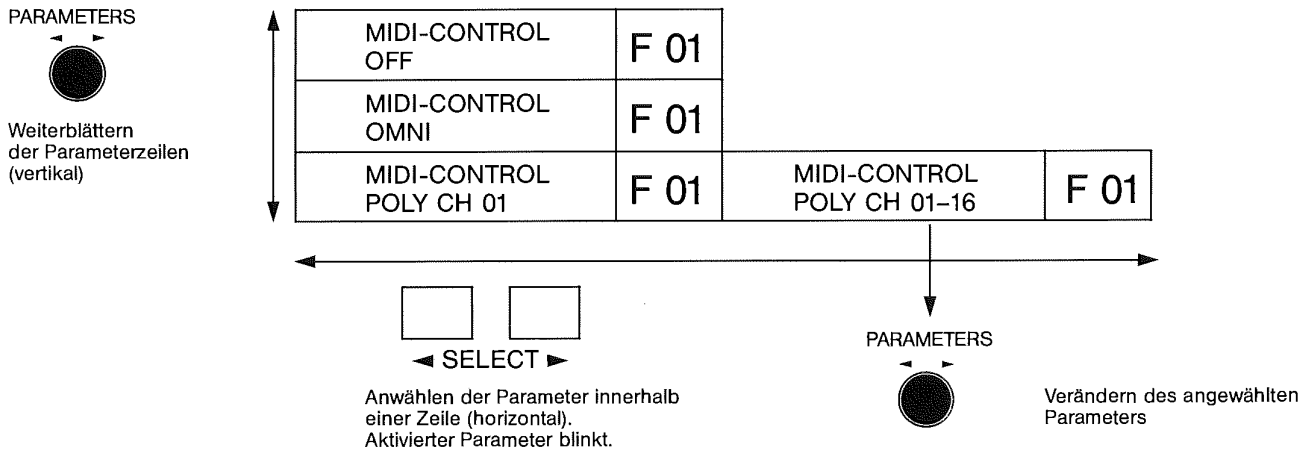 PARAMETERS
Weiterblättern
der Parameterzeilen
(vertikal)
MIDI-CONTROL
OFF
F 01
MIDI-CONTROL
OMNI
F 01
MIDI-CONTROL
POLY CH 01
F 01
MIDI-CONTROL
POLY CH 01–16
F 01
◄ SELECT ►
Anwählen der Parameter innerhalb
einer Zeile (horizontal).
Aktivierter Parameter blinkt.
PARAMETERS
Verändern des angewählten
Parameters